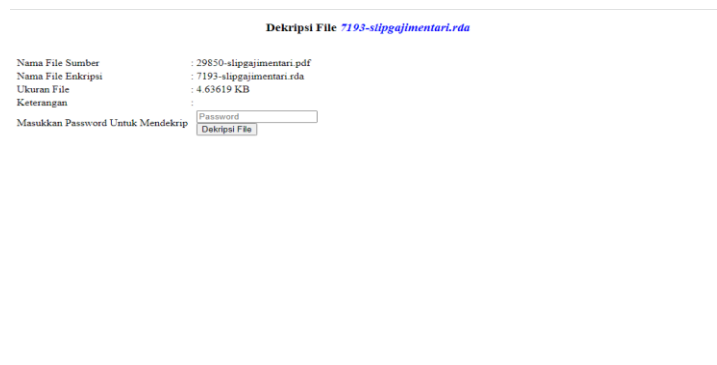 Dekripsi File 7193-slipgajimentari.rda
Nama File Sumber : 29850-slipgajimentari.pdf
Nama File Enkripsi : 7193-slipgajimentari.rda
Ukuran File : 4.63619 KB
Keterangan :
Masukkan Password Untuk Mendekrip Password
Dekripsi File